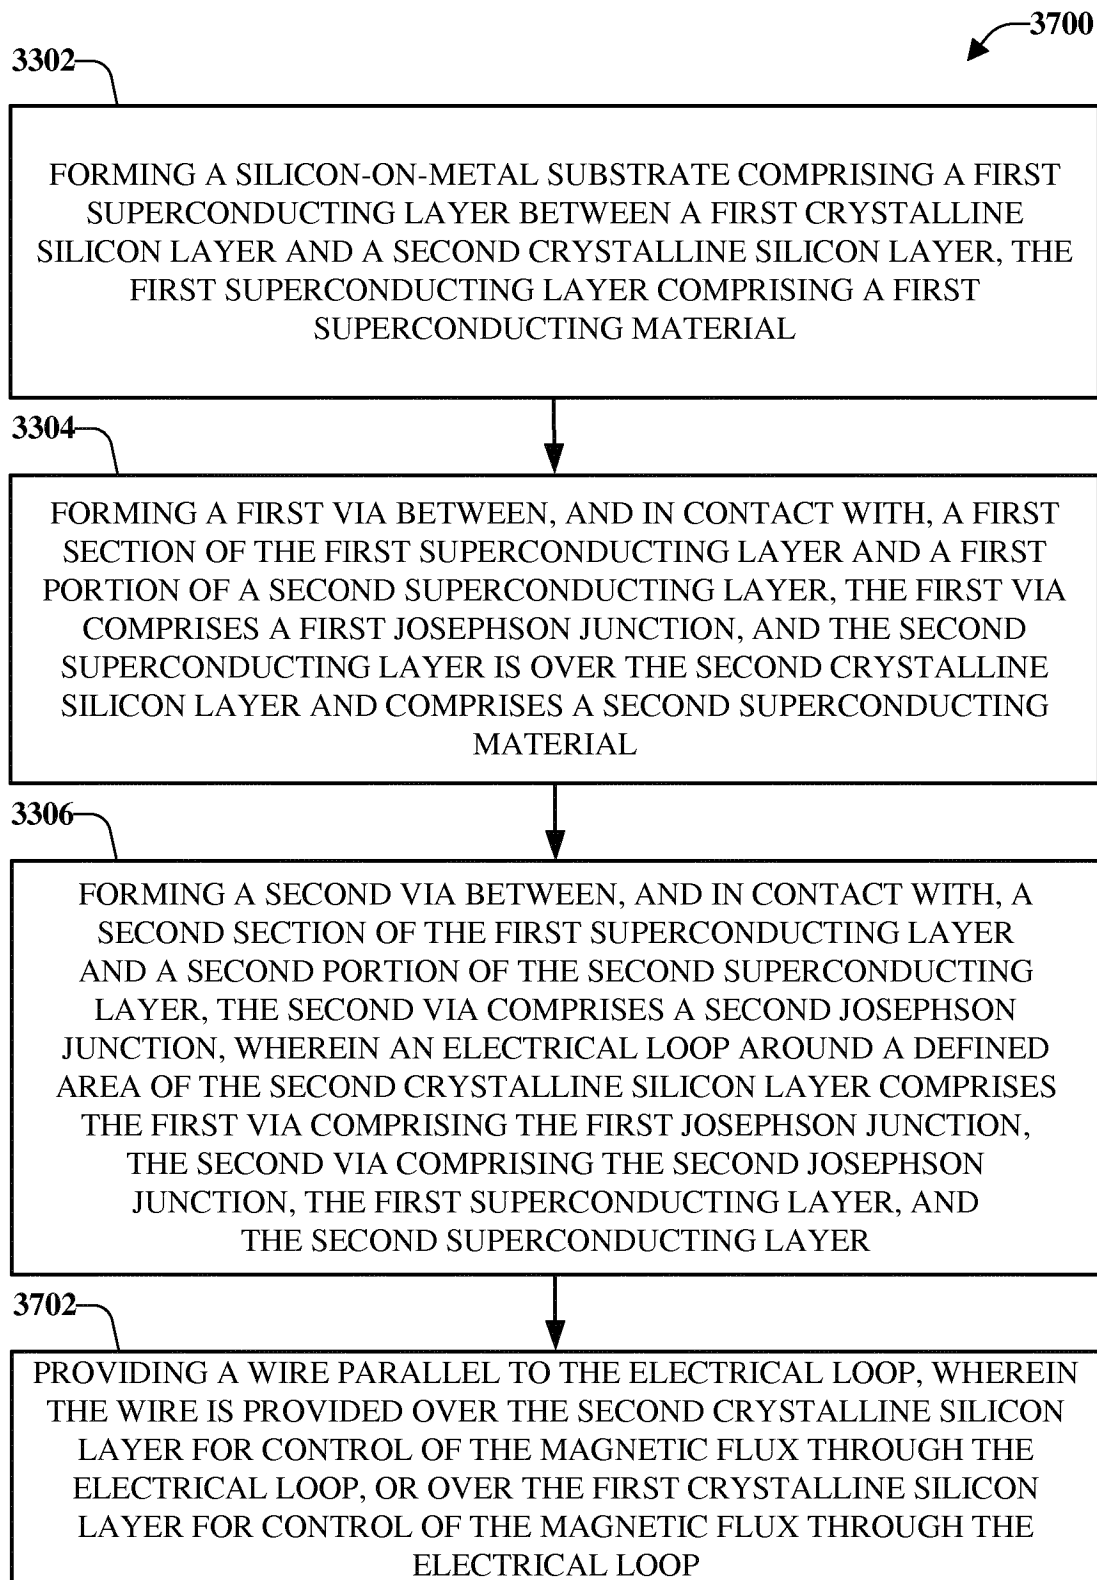 3700
3302
FORMING A SILICON-ON-METAL SUBSTRATE COMPRISING A FIRST
SUPERCONDUCTING LAYER BETWEEN A FIRST CRYSTALLINE
SILICON LAYER AND A SECOND CRYSTALLINE SILICON LAYER, THE
FIRST SUPERCONDUCTING LAYER COMPRISING A FIRST
SUPERCONDUCTING MATERIAL
3304
FORMING A FIRST VIA BETWEEN, AND IN CONTACT WITH, A FIRST
SECTION OF THE FIRST SUPERCONDUCTING LAYER AND A FIRST
PORTION OF A SECOND SUPERCONDUCTING LAYER, THE FIRST VIA
COMPRISES A FIRST JOSEPHSON JUNCTION, AND THE SECOND
SUPERCONDUCTING LAYER IS OVER THE SECOND CRYSTALLINE
SILICON LAYER AND COMPRISES A SECOND SUPERCONDUCTING
MATERIAL
3306
FORMING A SECOND VIA BETWEEN, AND IN CONTACT WITH, A
SECOND SECTION OF THE FIRST SUPERCONDUCTING LAYER
AND A SECOND PORTION OF THE SECOND SUPERCONDUCTING
LAYER, THE SECOND VIA COMPRISES A SECOND JOSEPHSON
JUNCTION, WHEREIN AN ELECTRICAL LOOP AROUND A DEFINED
AREA OF THE SECOND CRYSTALLINE SILICON LAYER COMPRISES
THE FIRST VIA COMPRISING THE FIRST JOSEPHSON JUNCTION,
THE SECOND VIA COMPRISING THE SECOND JOSEPHSON
JUNCTION, THE FIRST SUPERCONDUCTING LAYER, AND
THE SECOND SUPERCONDUCTING LAYER
3702
PROVIDING A WIRE PARALLEL TO THE ELECTRICAL LOOP, WHEREIN
THE WIRE IS PROVIDED OVER THE SECOND CRYSTALLINE SILICON
LAYER FOR CONTROL OF THE MAGNETIC FLUX THROUGH THE
ELECTRICAL LOOP, OR OVER THE FIRST CRYSTALLINE SILICON
LAYER FOR CONTROL OF THE MAGNETIC FLUX THROUGH THE
ELECTRICAL LOOP